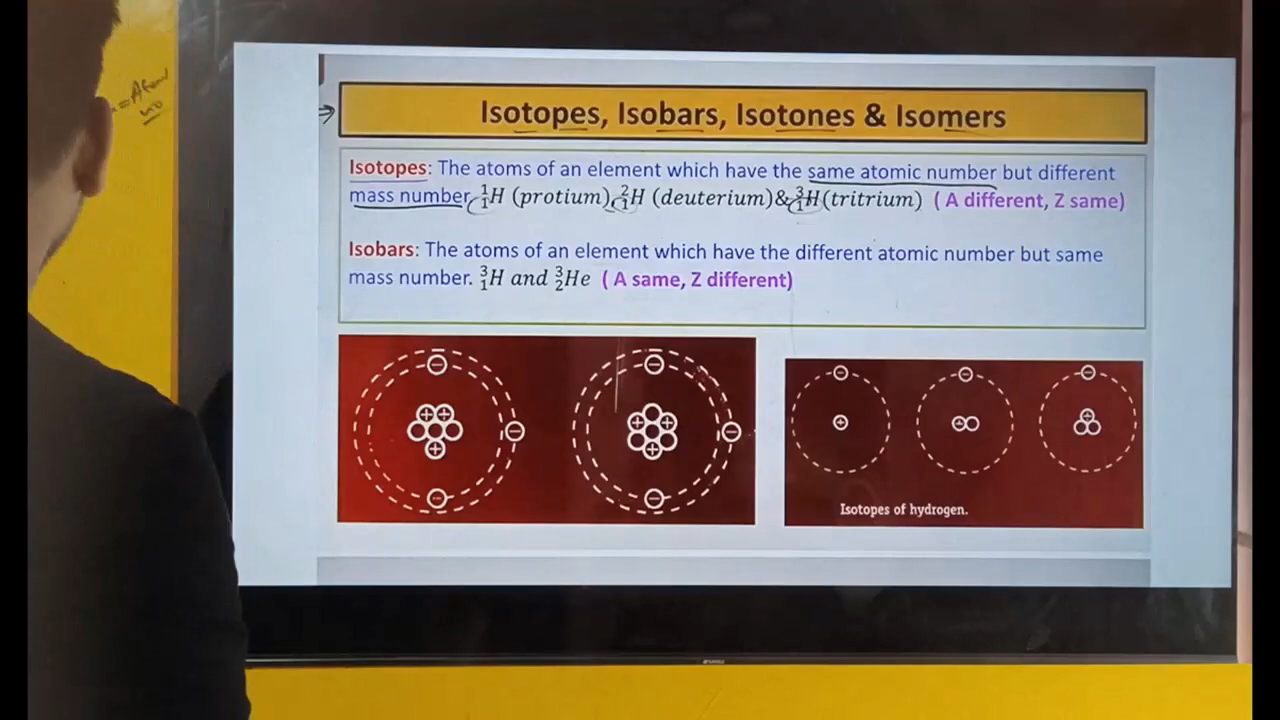 = Atomic
no
Isotopes, Isobars, Isotones & Isomers
Isotopes: The atoms of an element which have the same atomic number but different
mass number. ¹₁H (protium), ²₁H (deuterium)& ³₁H(tritrium) ( A different, Z same)
Isobars: The atoms of an element which have the different atomic number but same
mass number. ³₁H and ³₂He ( A same, Z different)
Isotopes of hydrogen.